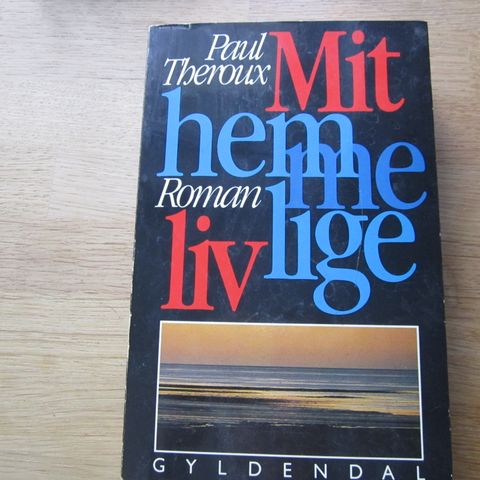 Paul
Theroux
Mit
hem
me
Roman
lige
liv
GYLDENDAL